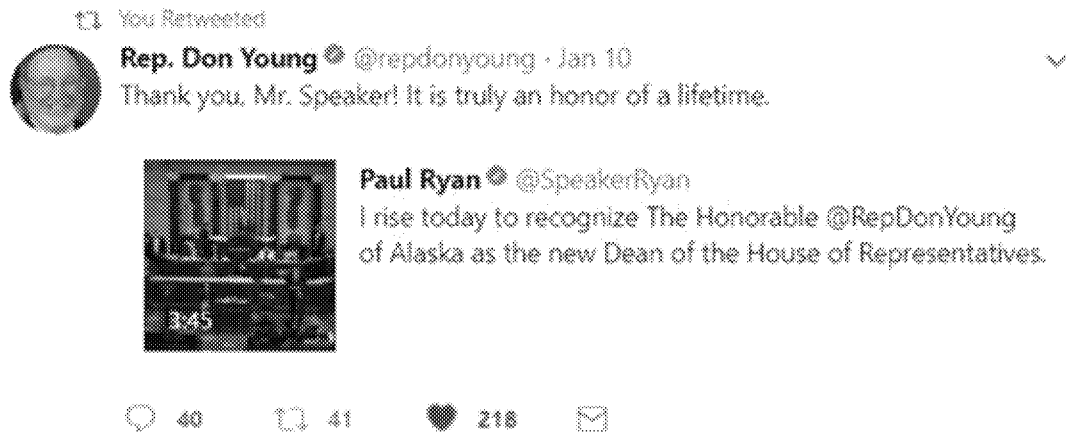 You Retweeted
Rep. Don Young @repdonyoung · Jan 10
Thank you, Mr. Speaker! It is truly an honor of a lifetime.
Paul Ryan @SpeakerRyan
I rise today to recognize The Honorable @RepDonYoung
of Alaska as the new Dean of the House of Representatives.
3:45
40 41 218